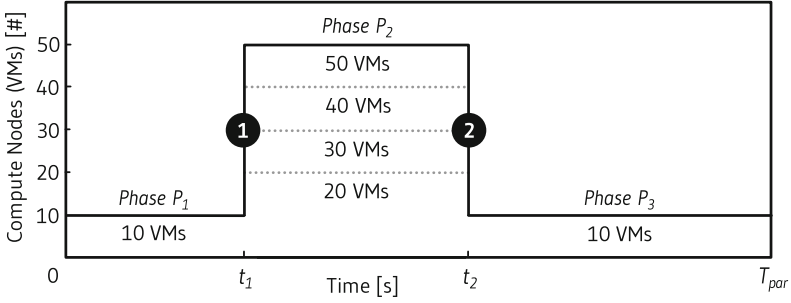 Compute Nodes (VMs) [#]
Phase P2
50
50 VMs
40
40 VMs
30
1
2
30 VMs
20
20 VMs
Phase P1
Phase P3
10
10 VMs
10 VMs
0
t1
Time [s]
t2
Tpar